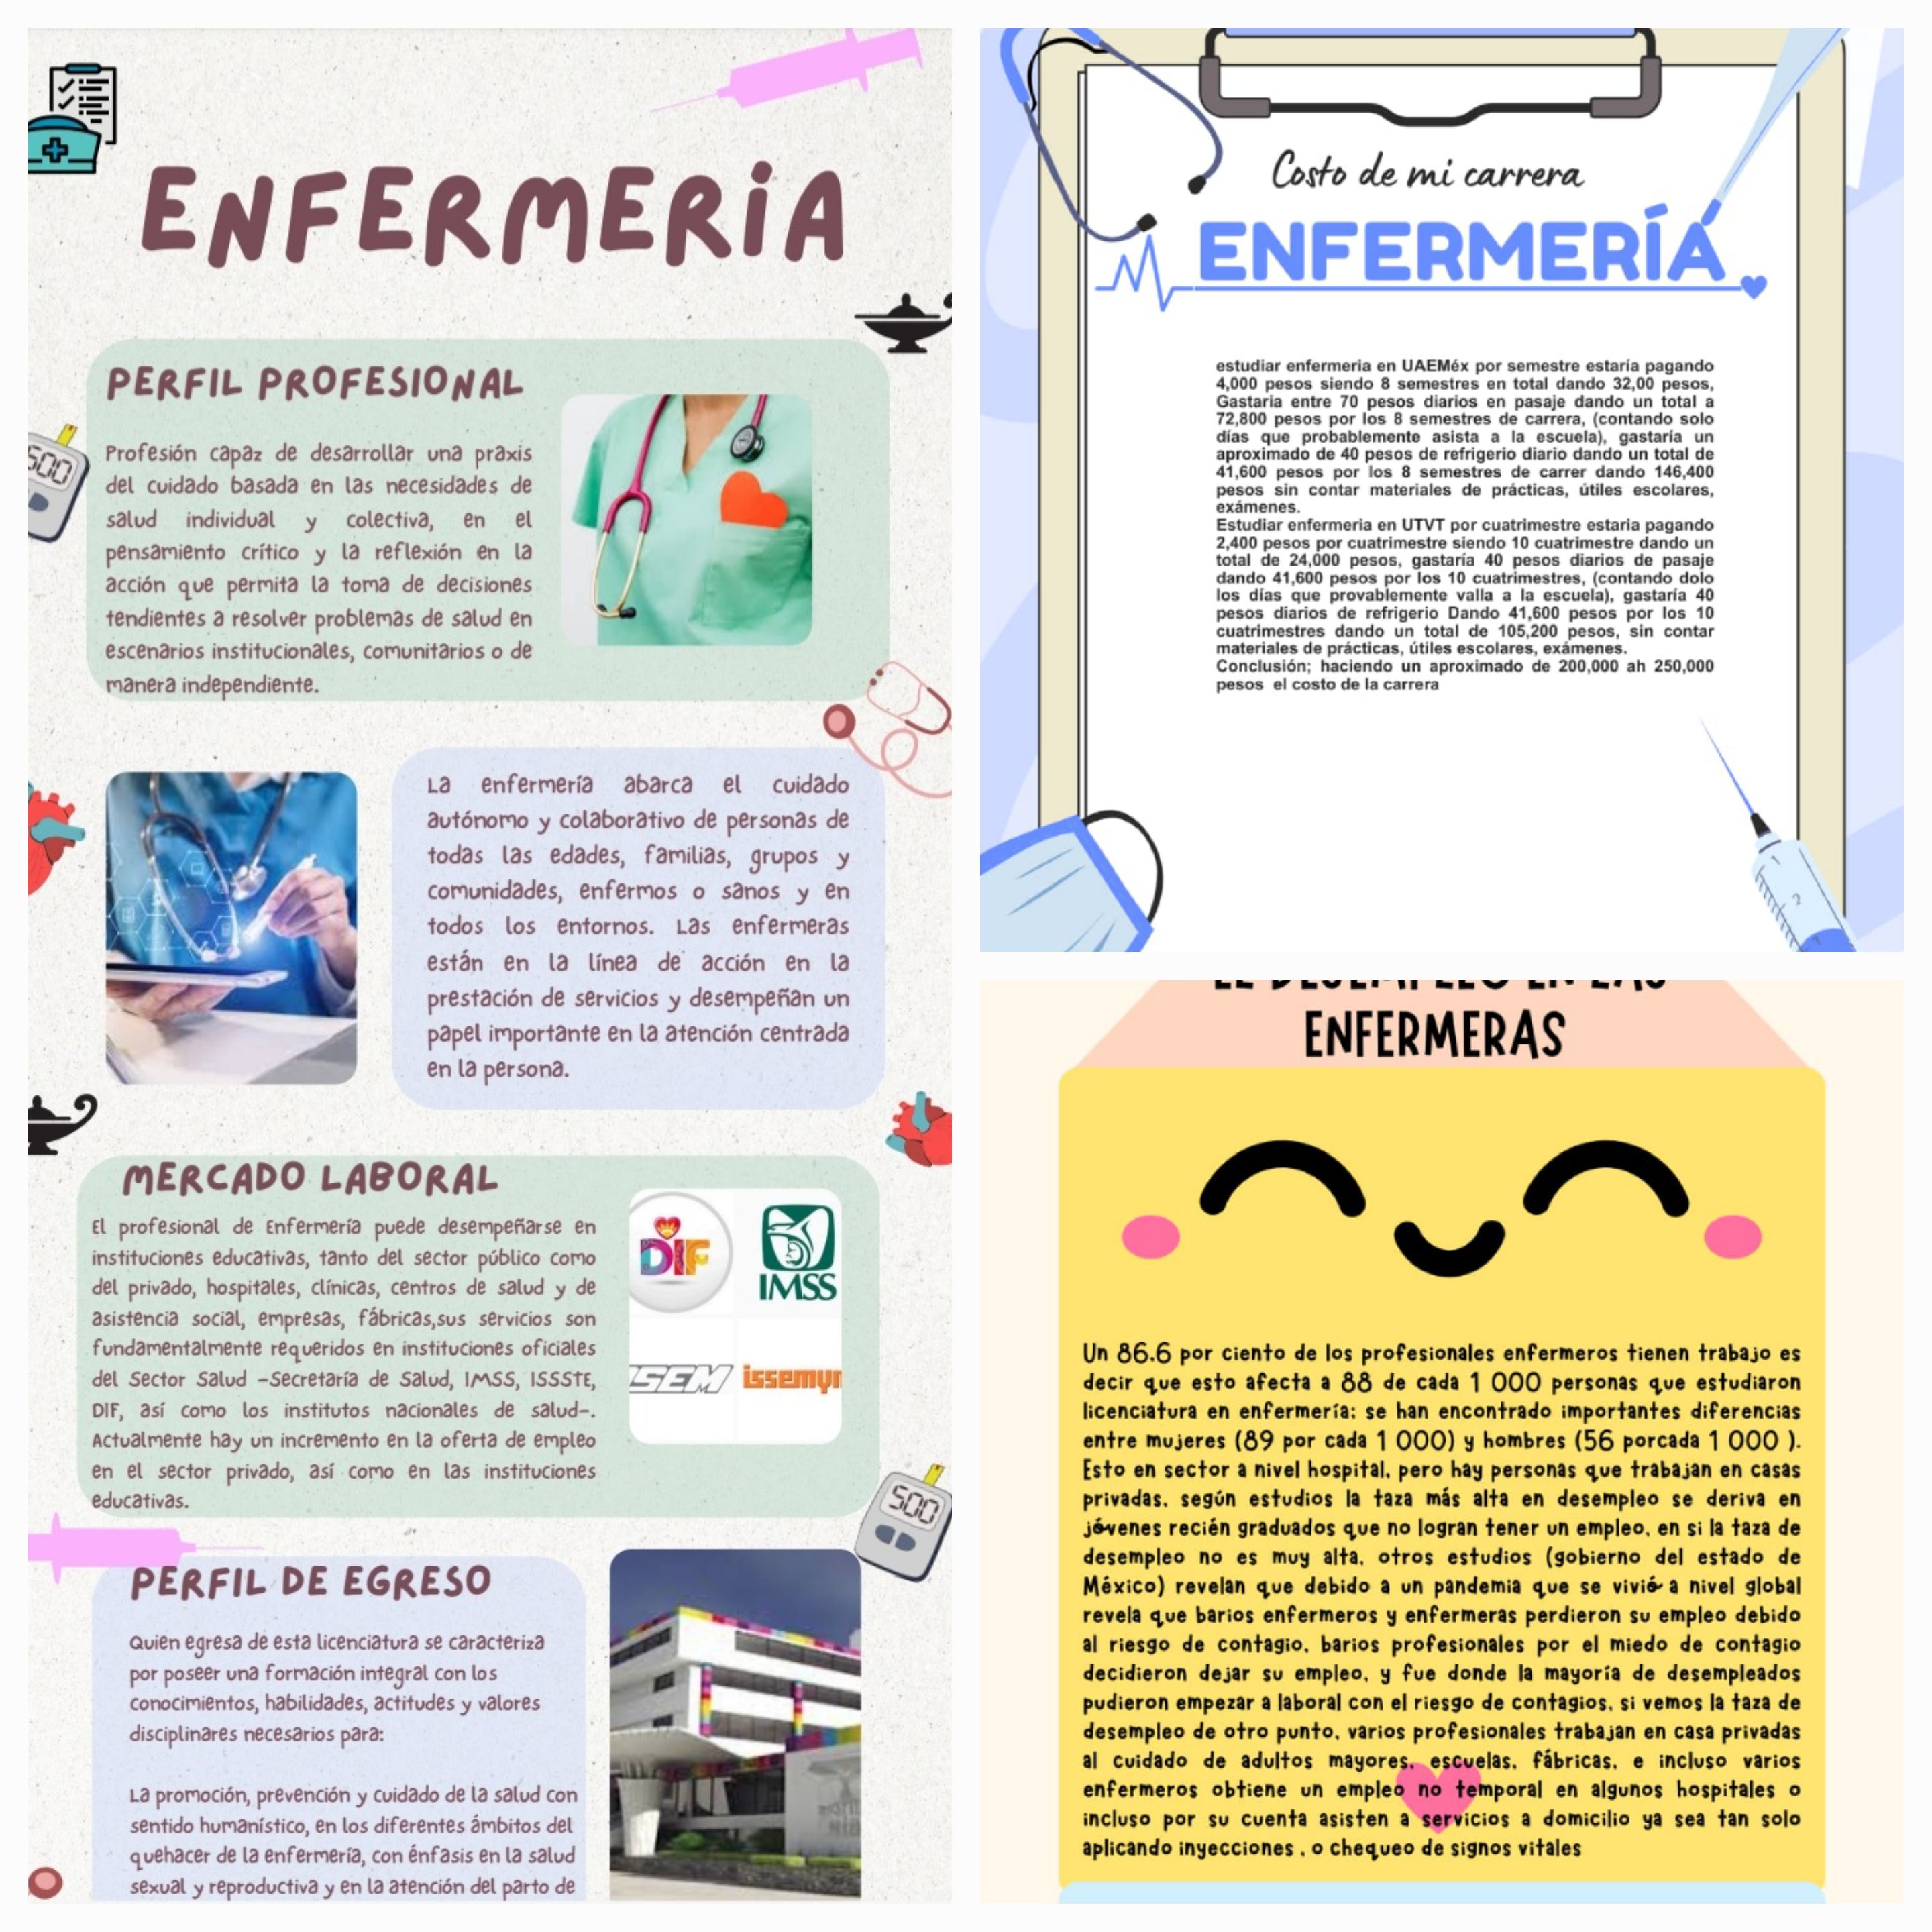 ENFERMERÍA
PERFIL PROFESIONAL
Profesión capaz de desarrollar una praxis
del cuidado basada en las necesidades de
salud individual y colectiva, en el
pensamiento crítico y la reflexión en la
acción que permita la toma de decisiones
tendientes a resolver problemas de salud en
escenarios institucionales, comunitarios o de
manera independiente.
500
La enfermería abarca el cuidado
autónomo y colaborativo de personas de
todas las edades, familias, grupos y
comunidades, enfermos o sanos y en
todos los entornos. Las enfermeras
están en la línea de acción en la
prestación de servicios y desempeñan un
papel importante en la atención centrada
en la persona.
MERCADO LABORAL
El profesional de Enfermería puede desempeñarse en
instituciones educativas, tanto del sector público como
del privado, hospitales, clínicas, centros de salud y de
asistencia social, empresas, fábricas,sus servicios son
fundamentalmente requeridos en instituciones oficiales
del Sector Salud –Secretaría de Salud, IMSS, ISSSTE,
DIF, así como los institutos nacionales de salud–.
Actualmente hay un incremento en la oferta de empleo
en el sector privado, así como en las instituciones
educativas.
DIF
IMSS
ISEM
issemym
500
PERFIL DE EGRESO
Quien egresa de esta licenciatura se caracteriza
por poseer una formación integral con los
conocimientos, habilidades, actitudes y valores
disciplinares necesarios para:
La promoción, prevención y cuidado de la salud con
sentido humanístico, en los diferentes ámbitos del
quehacer de la enfermería, con énfasis en la salud
sexual y reproductiva y en la atención del parto de
Costo de mi carrera
ENFERMERÍA
estudiar enfermeria en UAEMéx por semestre estaría pagando
4,000 pesos siendo 8 semestres en total dando 32,00 pesos,
Gastaria entre 70 pesos diarios en pasaje dando un total a
72,800 pesos por los 8 semestres de carrera, (contando solo
días que probablemente asista a la escuela), gastaría un
aproximado de 40 pesos de refrigerio diario dando un total de
41,600 pesos por los 8 semestres de carrer dando 146,400
pesos sin contar materiales de prácticas, útiles escolares,
exámenes.
Estudiar enfermeria en UTVT por cuatrimestre estaria pagando
2,400 pesos por cuatrimestre siendo 10 cuatrimestre dando un
total de 24,000 pesos, gastaría 40 pesos diarios de pasaje
dando 41,600 pesos por los 10 cuatrimestres, (contando dolo
los días que provablemente valla a la escuela), gastaría 40
pesos diarios de refrigerio Dando 41,600 pesos por los 10
cuatrimestres dando un total de 105,200 pesos, sin contar
materiales de prácticas, útiles escolares, exámenes.
Conclusión; haciendo un aproximado de 200,000 ah 250,000
pesos el costo de la carrera
1
2
EL DESEMPLEO EN LAS
ENFERMERAS
Un 86.6 por ciento de los profesionales enfermeros tienen trabajo es
decir que esto afecta a 88 de cada 1 000 personas que estudiaron
licenciatura en enfermería; se han encontrado importantes diferencias
entre mujeres (89 por cada 1 000) y hombres (56 porcada 1 000 ).
Esto en sector a nivel hospital, pero hay personas que trabajan en casas
privadas, según estudios la taza más alta en desempleo se deriva en
jóvenes recién graduados que no logran tener un empleo, en si la taza de
desempleo no es muy alta, otros estudios (gobierno del estado de
México) revelan que debido a un pandemia que se vivió a nivel global
revela que barios enfermeros y enfermeras perdieron su empleo debido
al riesgo de contagio, barios profesionales por el miedo de contagio
decidieron dejar su empleo, y fue donde la mayoría de desempleados
pudieron empezar a laboral con el riesgo de contagios, si vemos la taza de
desempleo de otro punto, varios profesionales trabajan en casa privadas
al cuidado de adultos mayores, escuelas, fábricas, e incluso varios
enfermeros obtiene un empleo no temporal en algunos hospitales o
incluso por su cuenta asisten a servicios a domicilio ya sea tan solo
aplicando inyecciones , o chequeo de signos vitales